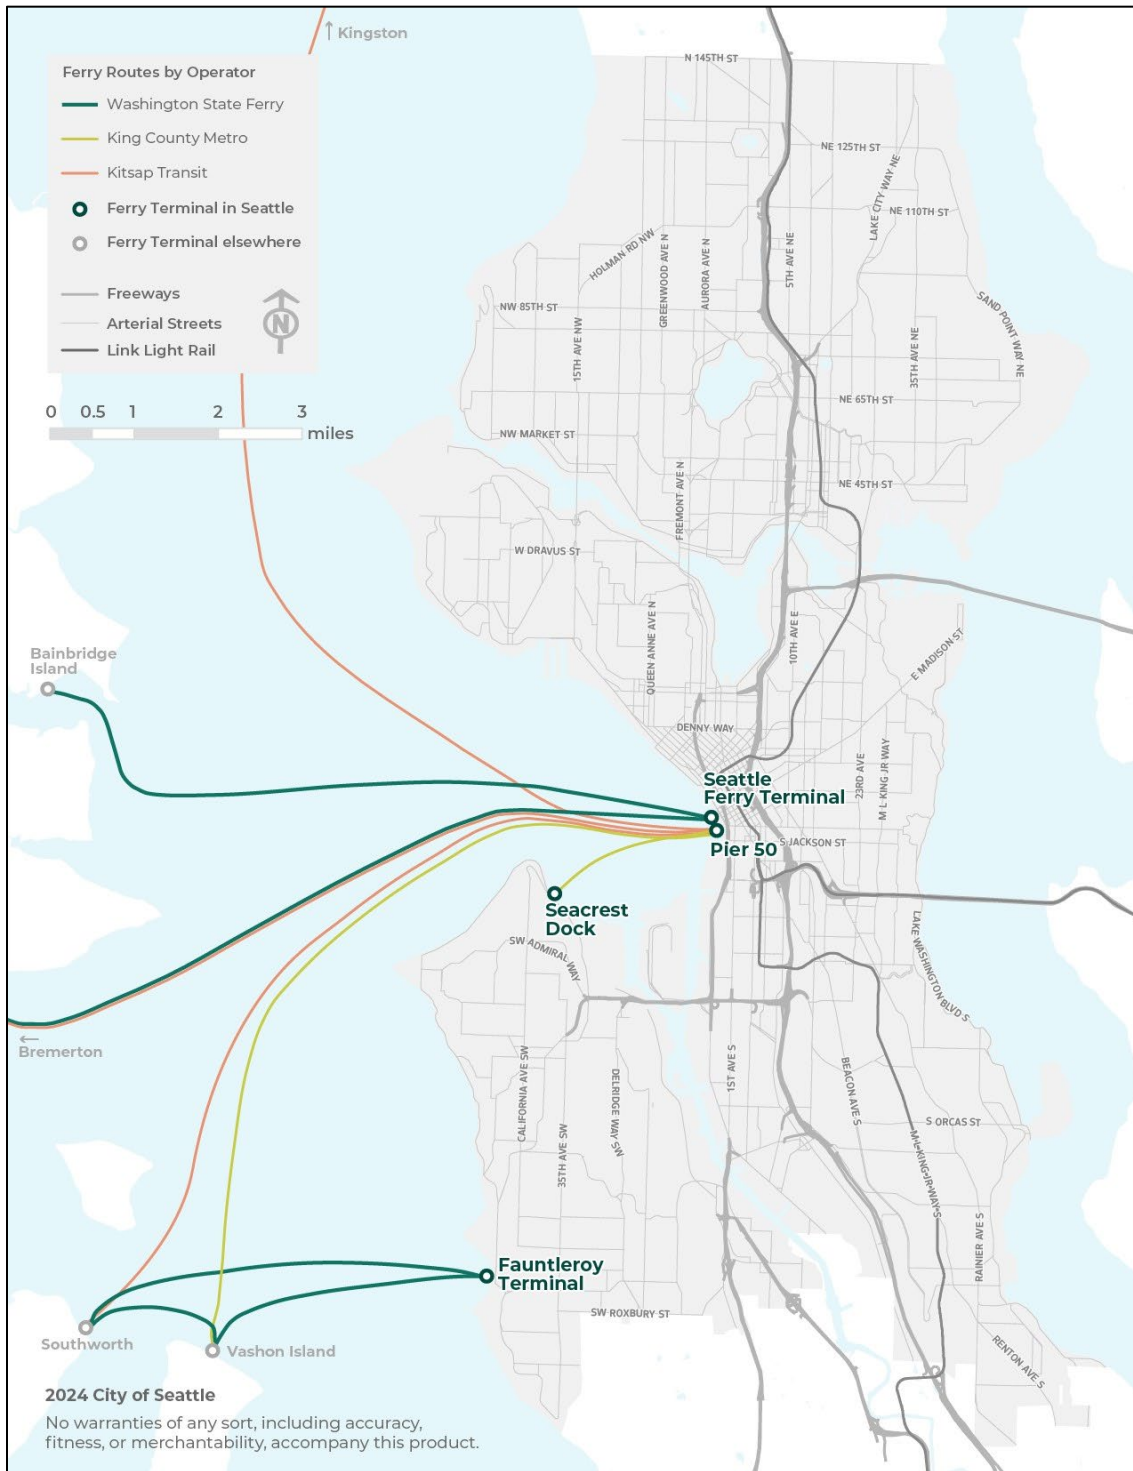 Kingston
Ferry Routes by Operator
Washington State Ferry
King County Metro
Kitsap Transit
Ferry Terminal in Seattle
Ferry Terminal elsewhere
Freeways
Arterial Streets
Link Light Rail
N
0 0.5 1 2 3
miles
N 145TH ST
NE 125TH ST
LAKE CITY WAY NE
NE 110TH ST
HOLMAN RD NW
GREENWOOD AVE N
AURORA AVE N
5TH AVE NE
NW 85TH ST
15TH AVE NW
SAND POINT WAY NE
35TH AVE NE
NE 65TH ST
NW MARKET ST
NE 45TH ST
FREMONT AVE N
W DRAVUS ST
QUEEN ANNE AVE N
10TH AVE E
E MADISON ST
Bainbridge
Island
DENNY WAY
23RD AVE
M L KING JR WAY
Seattle
Ferry Terminal
Pier 50
S JACKSON ST
Seacrest
Dock
SW ADMIRAL WAY
LAKE WASHINGTON BLVD S
Bremerton
CALIFORNIA AVE SW
35TH AVE SW
DELRIDGE WAY SW
1ST AVE S
BEACON AVE S
S ORCAS ST
M L KING JR WAY S
RAINIER AVE S
Fauntleroy
Terminal
SW ROXBURY ST
RENTON AVE S
Southworth
Vashon Island
2024 City of Seattle
No warranties of any sort, including accuracy,
fitness, or merchantability, accompany this product.